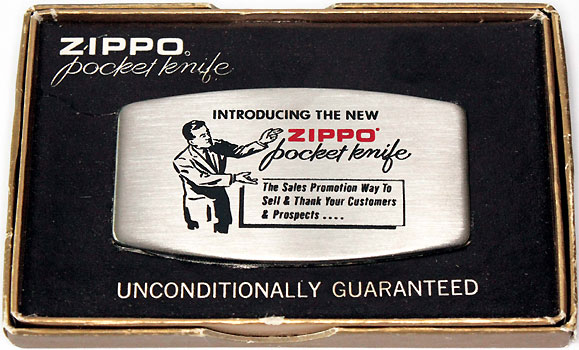 ZIPPO®
pocket knife
INTRODUCING THE NEW
ZIPPO®
pocket knife
The Sales Promotion Way To
Sell & Thank Your Customers
& Prospects ....
UNCONDITIONALLY GUARANTEED